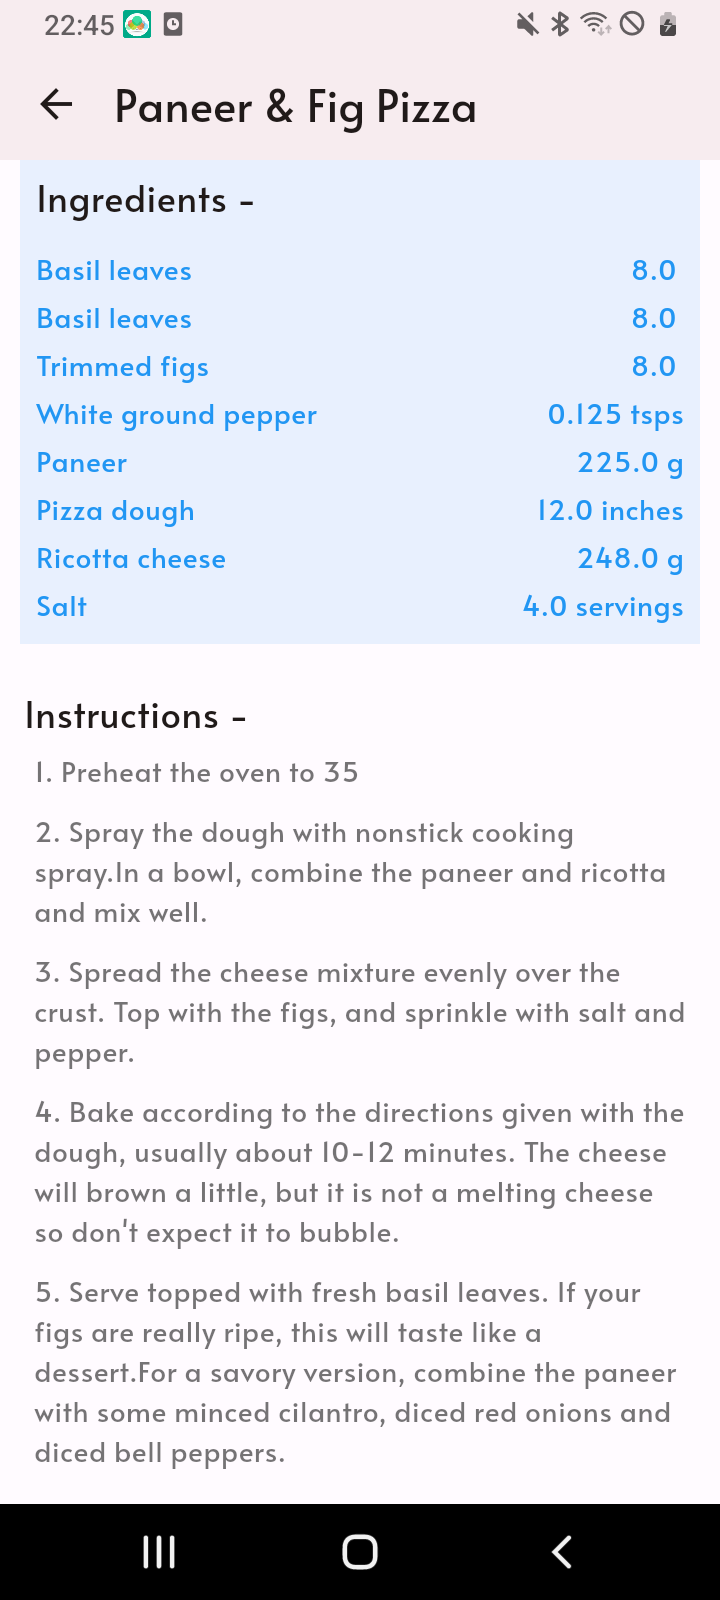 22:45
Paneer & Fig Pizza
Ingredients -
Basil leaves 8.0
Basil leaves 8.0
Trimmed figs 8.0
White ground pepper 0.125 tsps
Paneer 225.0 g
Pizza dough 12.0 inches
Ricotta cheese 248.0 g
Salt 4.0 servings
Instructions -
1. Preheat the oven to 35
2. Spray the dough with nonstick cooking
spray.In a bowl, combine the paneer and ricotta
and mix well.
3. Spread the cheese mixture evenly over the
crust. Top with the figs, and sprinkle with salt and
pepper.
4. Bake according to the directions given with the
dough, usually about 10-12 minutes. The cheese
will brown a little, but it is not a melting cheese
so don't expect it to bubble.
5. Serve topped with fresh basil leaves. If your
figs are really ripe, this will taste like a
dessert.For a savory version, combine the paneer
with some minced cilantro, diced red onions and
diced bell peppers.